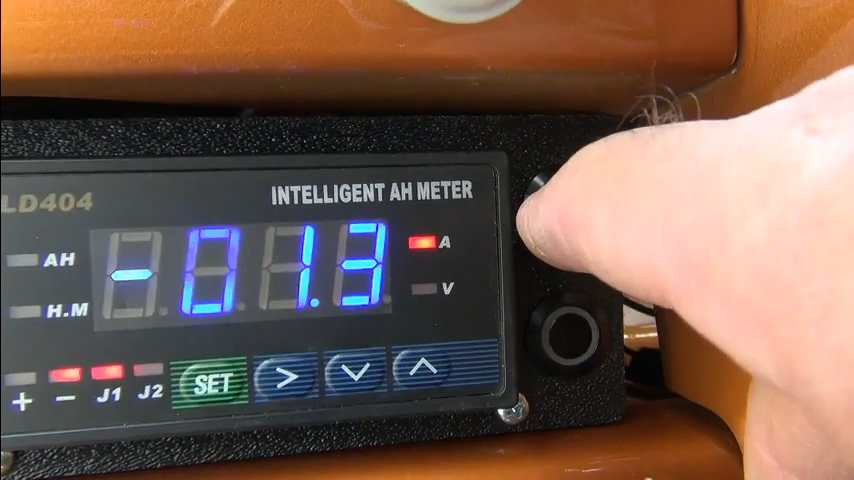 LD404
INTELLIGENT AH METER
AH
-01.3
A
H.M
V
+ - J1 J2
SET > ∨ ∧